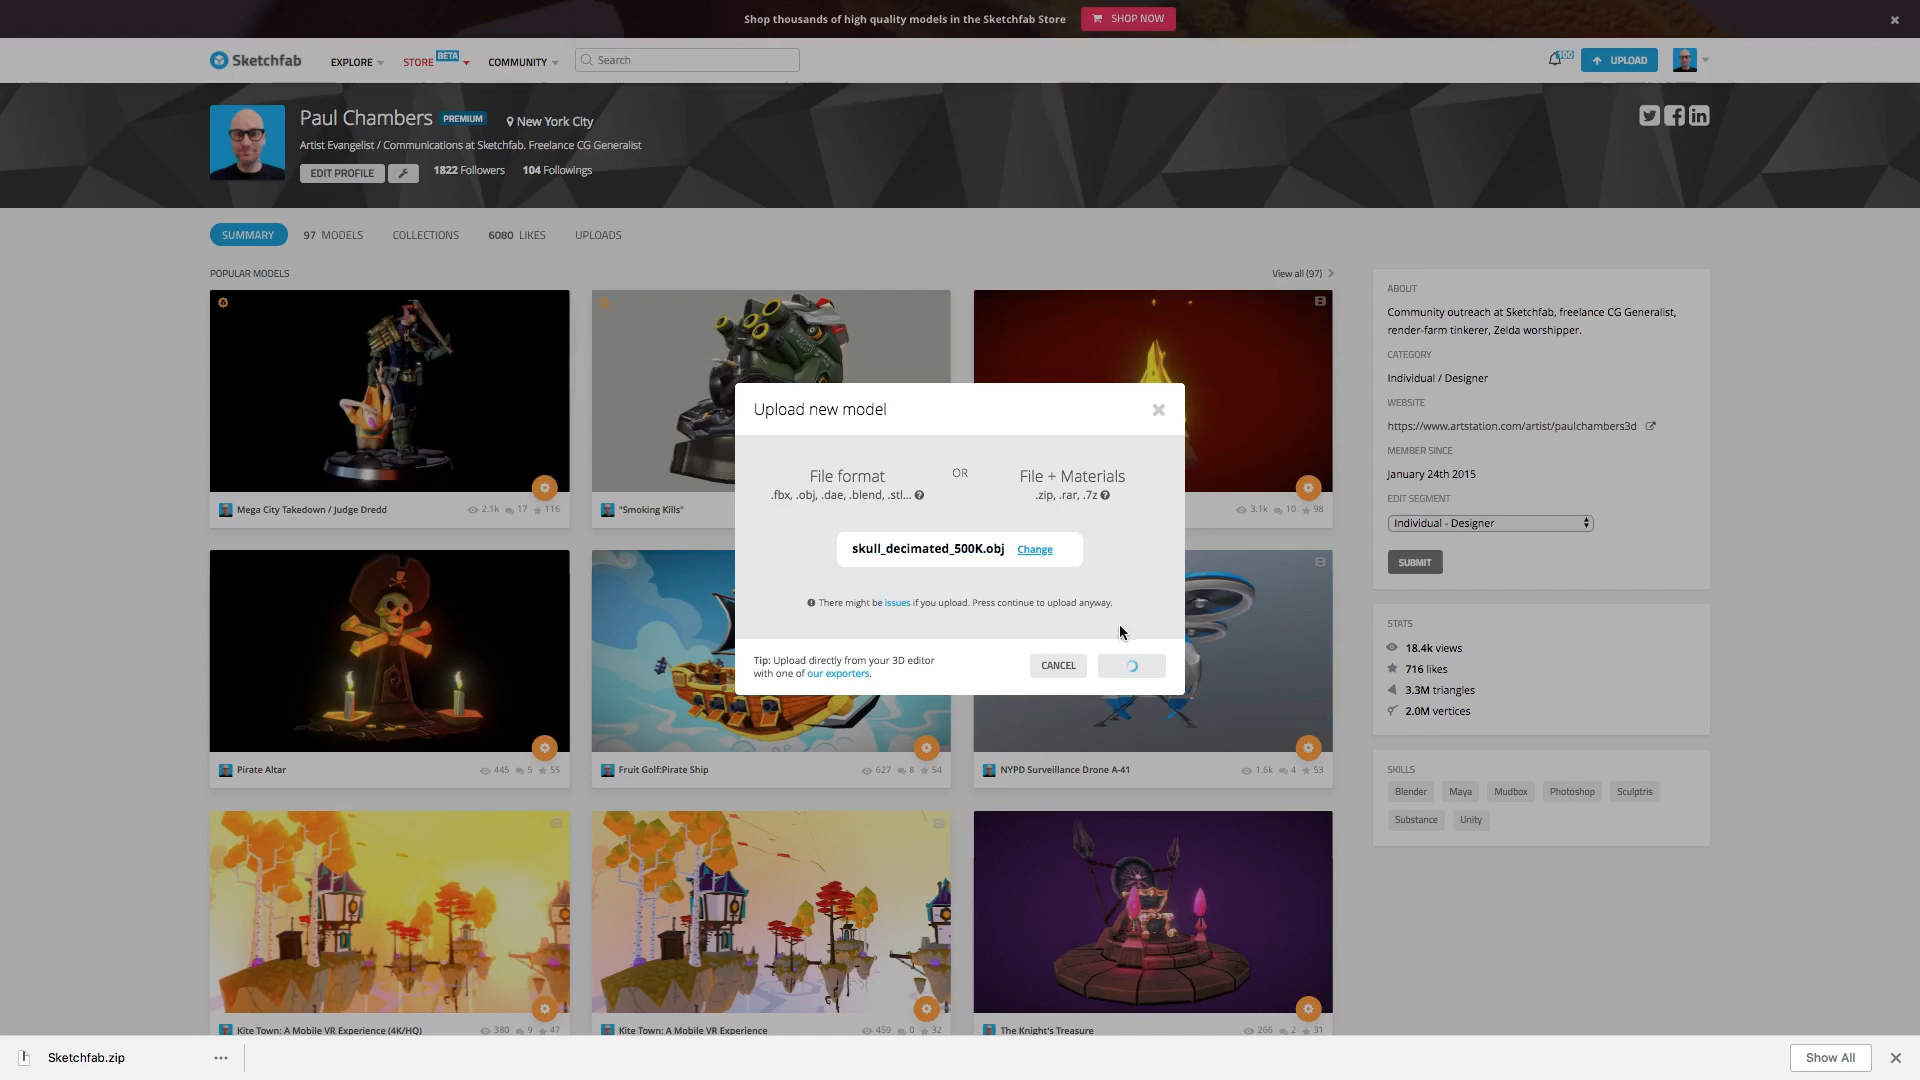 Shop thousands of high quality models in the Sketchfab Store SHOP NOW
Sketchfab EXPLORE STORE BETA COMMUNITY Search 100 UPLOAD
Paul Chambers PREMIUM New York City
Artist Evangelist / Communications at Sketchfab. Freelance CG Generalist
EDIT PROFILE 1822 Followers 104 Followings
SUMMARY 97 MODELS COLLECTIONS 6080 LIKES UPLOADS
POPULAR MODELS View all (97)
Mega City Takedown / Judge Dredd 2.1k 17 116
"Smoking Kills"
3.1k 10 98
Upload new model
File format OR File + Materials
.fbx, .obj, .dae, .blend, .stl... .zip, .rar, .7z
skull_decimated_500K.obj Change
There might be issues if you upload. Press continue to upload anyway.
Tip: Upload directly from your 3D editor
with one of our exporters.
CANCEL
Pirate Altar 445 5 55
Fruit Golf:Pirate Ship 627 8 54
NYPD Surveillance Drone A-41 1.6k 4 53
Kite Town: A Mobile VR Experience (4K/HQ) 380 9 47
Kite Town: A Mobile VR Experience 459 0 32
The Knight's Treasure 266 2 31
ABOUT
Community outreach at Sketchfab, freelance CG Generalist,
render-farm tinkerer, Zelda worshipper.
CATEGORY
Individual / Designer
WEBSITE
https://www.artstation.com/artist/paulchambers3d
MEMBER SINCE
January 24th 2015
EDIT SEGMENT
Individual - Designer
SUBMIT
STATS
18.4k views
716 likes
3.3M triangles
2.0M vertices
SKILLS
Blender Maya Mudbox Photoshop Sculptris
Substance Unity
Sketchfab.zip Show All